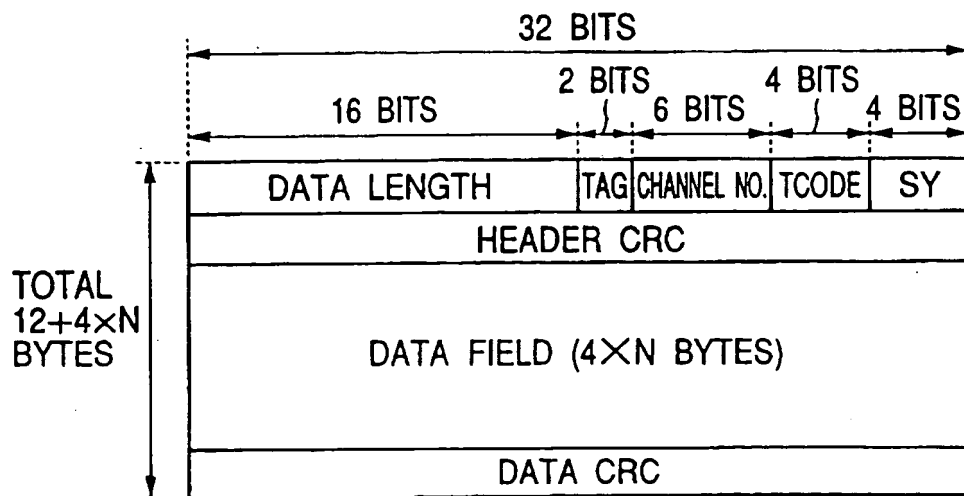 32 BITS
2 BITS 4 BITS
16 BITS 6 BITS 4 BITS
DATA LENGTH TAG CHANNEL NO. TCODE SY
HEADER CRC
TOTAL
12+4×N
BYTES
DATA FIELD (4×N BYTES)
DATA CRC